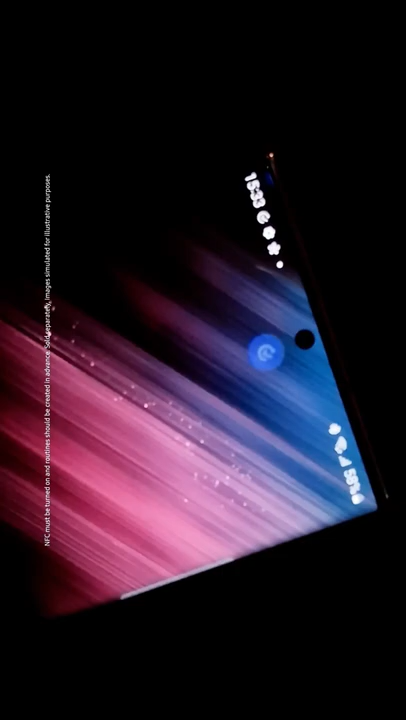 NFC must be turned on and routines should be created in advance. Sold separately. Images simulated for illustrative purposes.